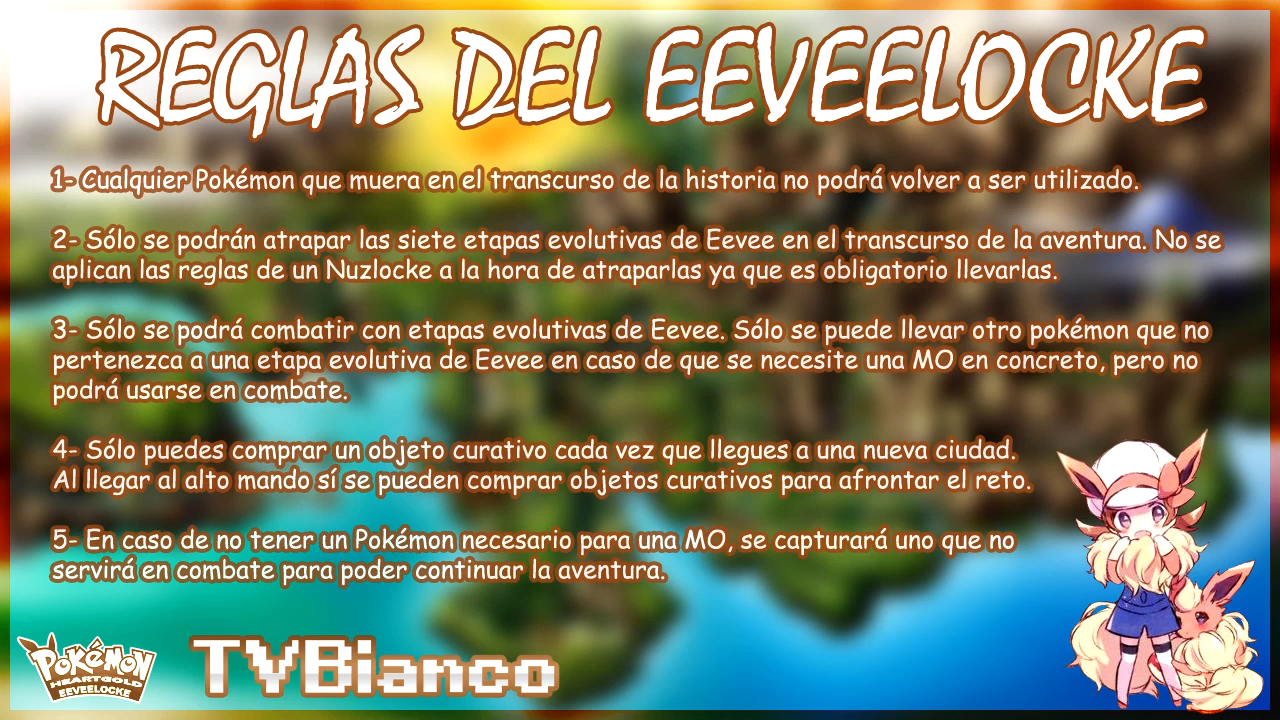 REGLAS DEL EEVEELOCKE
1- Cualquier Pokémon que muera en el transcurso de la historia no podrá volver a ser utilizado.
2- Sólo se podrán atrapar las siete etapas evolutivas de Eevee en el transcurso de la aventura. No se
aplican las reglas de un Nuzlocke a la hora de atraparlas ya que es obligatorio llevarlas.
3- Sólo se podrá combatir con etapas evolutivas de Eevee. Sólo se puede llevar otro pokémon que no
pertenezca a una etapa evolutiva de Eevee en caso de que se necesite una MO en concreto, pero no
podrá usarse en combate.
4- Sólo puedes comprar un objeto curativo cada vez que llegues a una nueva ciudad.
Al llegar al alto mando sí se pueden comprar objetos curativos para afrontar el reto.
5- En caso de no tener un Pokémon necesario para una MO, se capturará uno que no
servirá en combate para poder continuar la aventura.
POKéMON
HEARTGOLD
EEVEELOCKE
TVBianco